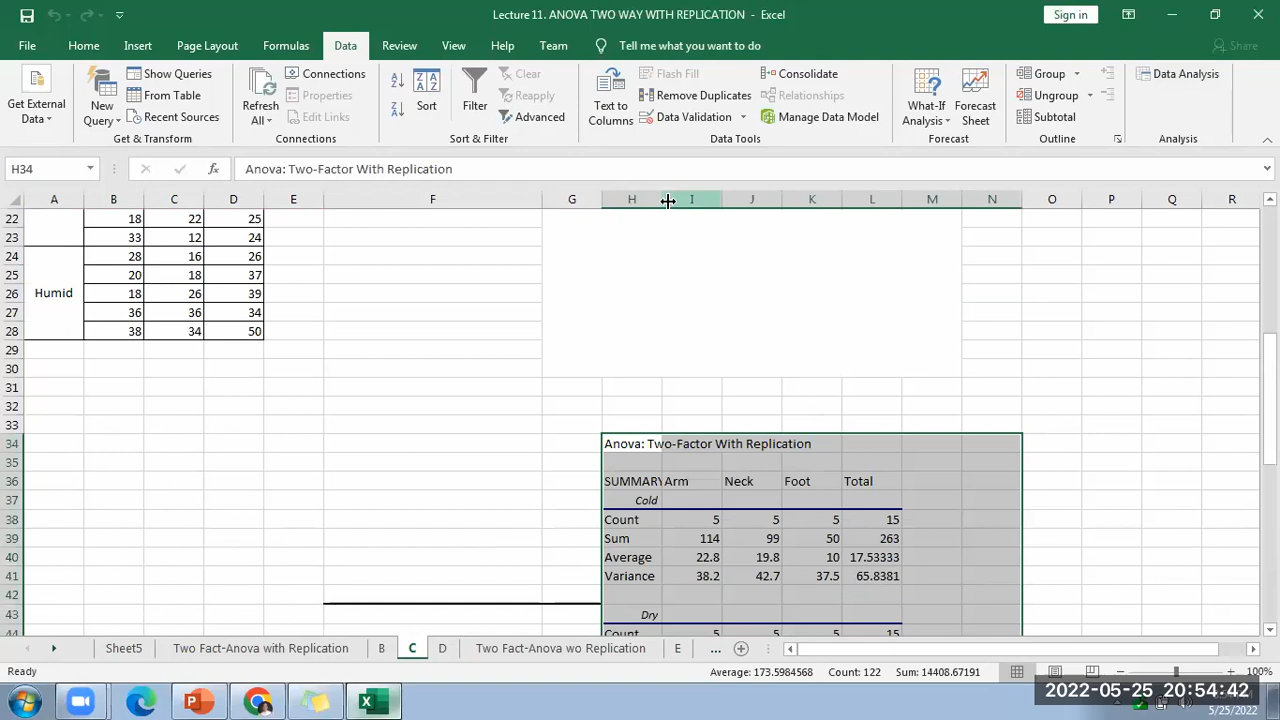 Lecture 11. ANOVA TWO WAY WITH REPLICATION - Excel
Sign in
File Home Insert Page Layout Formulas Data Review View Help Team Tell me what you want to do Share
Get External Data
New Query
Show Queries
From Table
Recent Sources
Get & Transform
Refresh All
Connections
Properties
Edit Links
Connections
Sort
Filter
Clear
Reapply
Advanced
Sort & Filter
Text to Columns
Flash Fill
Remove Duplicates
Data Validation
Consolidate
Relationships
Manage Data Model
Data Tools
What-If Analysis
Forecast Sheet
Forecast
Group
Ungroup
Subtotal
Outline
Data Analysis
Analysis
H34 fx Anova: Two-Factor With Replication
A B C D E F G H I J K L M N O P Q R
22 18 22 25
23 33 12 24
24 28 16 26
25 20 18 37
26 Humid 18 26 39
27 36 36 34
28 38 34 50
29
30
31
32
33
34 Anova: Two-Factor With Replication
35
36 SUMMARY Arm Neck Foot Total
37 Cold
38 Count 5 5 5 15
39 Sum 114 99 50 263
40 Average 22.8 19.8 10 17.53333
41 Variance 38.2 42.7 37.5 65.8381
42
43 Dry
44 Count 5 5 5 15
Sheet5 Two Fact-Anova with Replication B C D Two Fact-Anova wo Replication E ...
Ready Average: 173.5984568 Count: 122 Sum: 14408.67191 100%
2022-05-25 20:54:42
5/25/2022